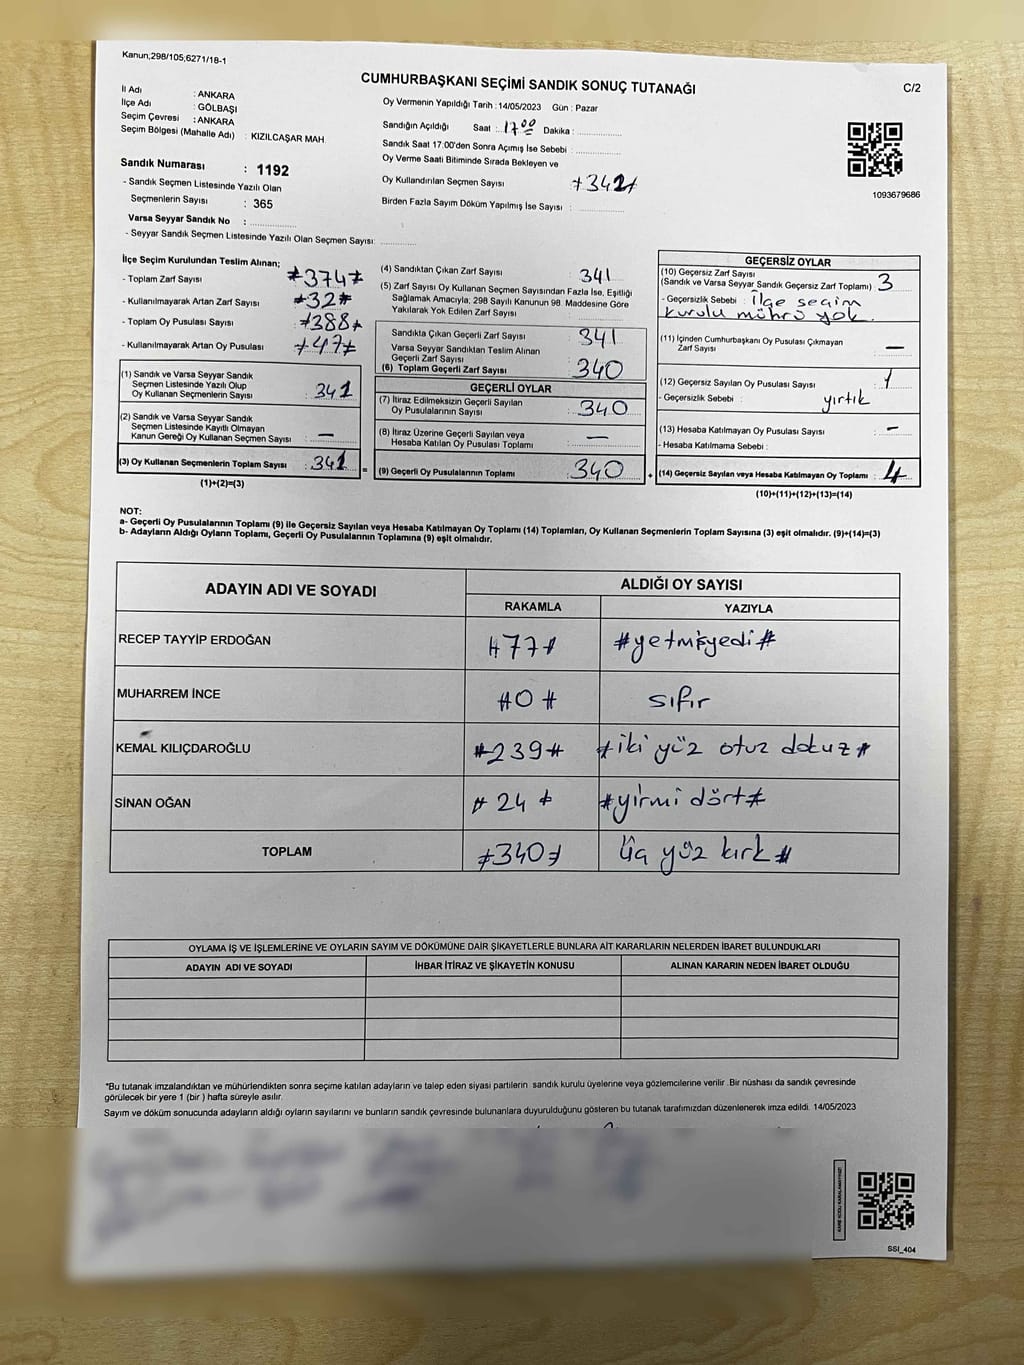 Kanun;298/105;6271/18-1
CUMHURBAŞKANI SEÇİMİ SANDIK SONUÇ TUTANAĞI
C/2
İl Adı : ANKARA
İlçe Adı : GÖLBAŞI
Seçim Çevresi : ANKARA
Seçim Bölgesi (Mahalle Adı) : KIZILCAŞAR MAH
Sandık Numarası : 1192
- Sandık Seçmen Listesinde Yazılı Olan
Seçmenlerin Sayısı : 365
Varsa Seyyar Sandık No :
- Seyyar Sandık Seçmen Listesinde Yazılı Olan Seçmen Sayısı:
Oy Vermenin Yapıldığı Tarih : 14/05/2023 Gün : Pazar
Sandığın Açıldığı Saat : 17 00 Dakika :
Sandık Saat 17:00'den Sonra Açımış İse Sebebi :
Oy Verme Saati Bitiminde Sırada Bekleyen ve
Oy Kullandırılan Seçmen Sayısı ≠342≠
Birden Fazla Sayım Döküm Yapılmış İse Sayısı :
1093679686
İlçe Seçim Kurulundan Teslim Alınan;
- Toplam Zarf Sayısı ≠374≠
- Kullanılmayarak Artan Zarf Sayısı ≠32≠
- Toplam Oy Pusulası Sayısı ≠388≠
- Kullanılmayarak Artan Oy Pusulası ≠47≠
(1) Sandık ve Varsa Seyyar Sandık
Seçmen Listesinde Yazılı Olup
Oy Kullanan Seçmenlerin Sayısı : 341
(2) Sandık ve Varsa Seyyar Sandık
Seçmen Listesinde Kayıtlı Olmayan
Kanun Gereği Oy Kullanan Seçmen Sayısı : –
(3) Oy Kullanan Seçmenlerin Toplam Sayısı : 341
(1)+(2)=(3)
(4) Sandıktan Çıkan Zarf Sayısı 341
(5) Zarf Sayısı Oy Kullanan Seçmen Sayısından Fazla İse, Eşitliği
Sağlamak Amacıyla, 298 Sayılı Kanunun 98. Maddesine Göre
Yakılarak Yok Edilen Zarf Sayısı :
Sandıkta Çıkan Geçerli Zarf Sayısı : 341
Varsa Seyyar Sandıktan Teslim Alınan
Geçerli Zarf Sayısı :
(6) Toplam Geçerli Zarf Sayısı : 340
GEÇERLİ OYLAR
(7) İtiraz Edilmeksizin Geçerli Sayılan
Oy Pusulalarının Sayısı : 340
(8) İtiraz Üzerine Geçerli Sayılan veya
Hesaba Katılan Oy Pusulası Toplamı : –
= (9) Geçerli Oy Pusulalarının Toplamı : 340
GEÇERSİZ OYLAR
(10) Geçersiz Zarf Sayısı
(Sandık ve Varsa Seyyar Sandık Geçersiz Zarf Toplamı) : 3
- Geçersizlik Sebebi : İlçe seçim
kurulu mührü yok.
(11) İçinden Cumhurbaşkanı Oy Pusulası Çıkmayan
Zarf Sayısı : –
(12) Geçersiz Sayılan Oy Pusulası Sayısı : 1
- Geçersizlik Sebebi : yırtık
(13) Hesaba Katılmayan Oy Pusulası Sayısı : –
- Hesaba Katılmama Sebebi :
+ (14) Geçersiz Sayılan veya Hesaba Katılmayan Oy Toplamı : 4
(10)+(11)+(12)+(13)=(14)
NOT:
a- Geçerli Oy Pusulalarının Toplamı (9) ile Geçersiz Sayılan veya Hesaba Katılmayan Oy Toplamı (14) Toplamları, Oy Kullanan Seçmenlerin Toplam Sayısına (3) eşit olmalıdır. (9)+(14)=(3)
b- Adayların Aldığı Oyların Toplamı, Geçerli Oy Pusulalarının Toplamına (9) eşit olmalıdır.
ADAYIN ADI VE SOYADI ALDIĞI OY SAYISI
RAKAMLA YAZIYLA
RECEP TAYYİP ERDOĞAN #77# #yetmişyedi#
MUHARREM İNCE #0# sıfır
KEMAL KILIÇDAROĞLU #239# #iki yüz otuz dokuz#
SİNAN OĞAN #24# #yirmi dört#
TOPLAM ≠340≠ üç yüz kırk#
OYLAMA İŞ VE İŞLEMLERİNE VE OYLARIN SAYIM VE DÖKÜMÜNE DAİR ŞİKAYETLERLE BUNLARA AİT KARARLARIN NELERDEN İBARET BULUNDUKLARI
ADAYIN ADI VE SOYADI İHBAR İTİRAZ VE ŞİKAYETİN KONUSU ALINAN KARARIN NEDEN İBARET OLDUĞU
*Bu tutanak imzalandıktan ve mühürlendikten sonra seçime katılan adayların ve talep eden siyasi partilerin sandık kurulu üyelerine veya gözlemcilerine verilir .Bir nüshası da sandık çevresinde
görülecek bir yere 1 (bir ) hafta süreyle asılır.
Sayım ve döküm sonucunda adayların aldığı oyların sayılarını ve bunların sandık çevresinde bulunanlara duyurulduğunu gösteren bu tutanak tarafımızdan düzenlenerek imza edildi. 14/05/2023
SSI_404